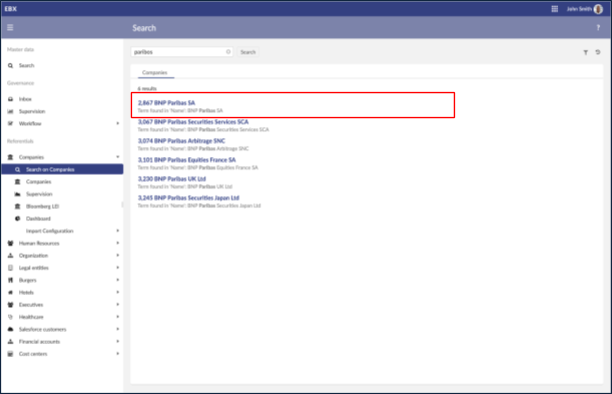 EBX
John Smith
Search
?
Master data
Search
Governance
Inbox
Supervision
Workflow
Referentials
Companies
Search on Companies
Companies
Supervision
Bloomberg LEI
Dashboard
Import Configuration
Human Resources
Organization
Legal entities
Burgers
Hotels
Executives
Healthcare
Salesforce customers
Financial accounts
Cost centers
paribas
Search
Companies
6 results
2,867 BNP Paribas SA
Term found in 'Name': BNP Paribas SA
3,067 BNP Paribas Securities Services SCA
Term found in 'Name': BNP Paribas Securities Services SCA
3,074 BNP Paribas Arbitrage SNC
Term found in 'Name': BNP Paribas Arbitrage SNC
3,101 BNP Paribas Equities France SA
Term found in 'Name': BNP Paribas Equities France SA
3,230 BNP Paribas UK Ltd
Term found in 'Name': BNP Paribas UK Ltd
3,245 BNP Paribas Securities Japan Ltd
Term found in 'Name': BNP Paribas Securities Japan Ltd